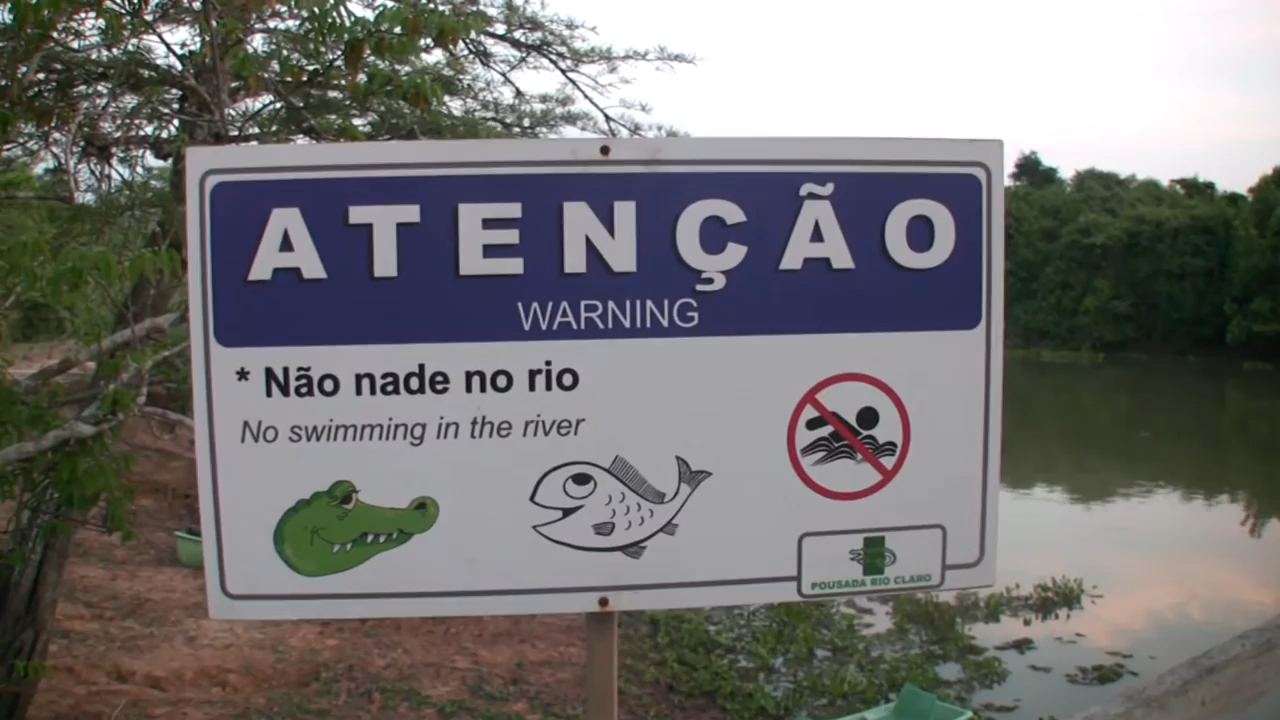 ATENÇÃO
WARNING
* Não nade no rio
No swimming in the river
POUSADA RIO CLARO